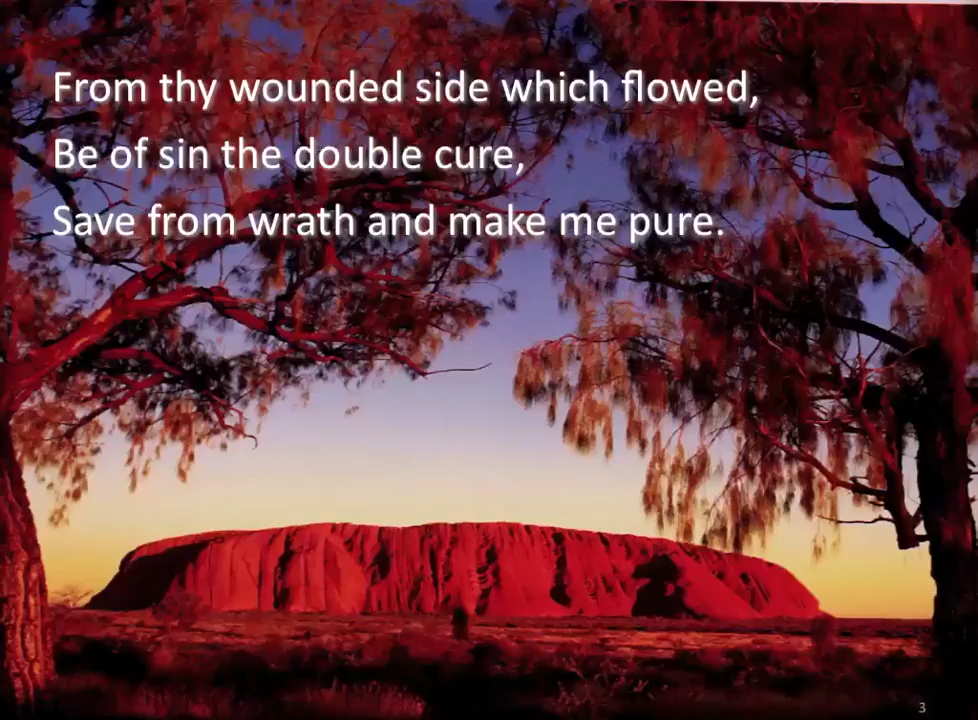 From thy wounded side which flowed,
Be of sin the double cure,
Save from wrath and make me pure.
3